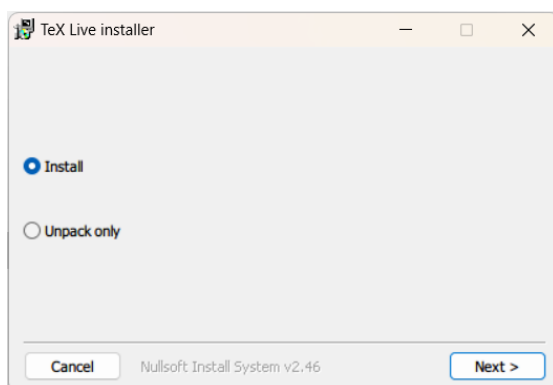 TeX Live installer
Install
Unpack only
Cancel
Nullsoft Install System v2.46
Next >